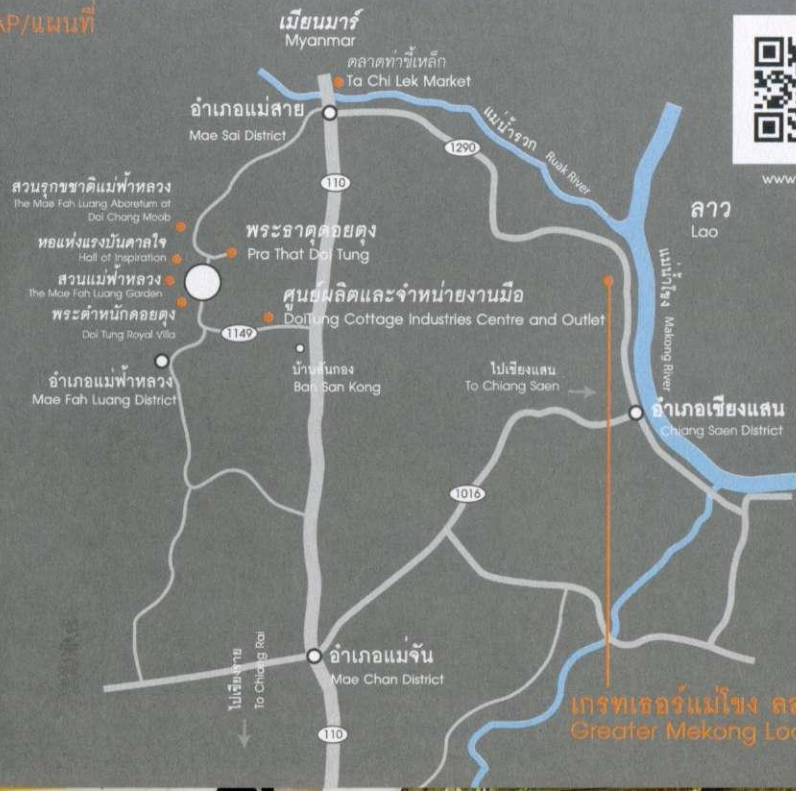 AP/แผนที่
เมียนมาร์
Myanmar
ตลาดท่าขี้เหล็ก
Ta Chi Lek Market
อำเภอแม่สาย
Mae Sai District
แม่น้ำรวก
Ruak River
1290
110
www
ลาว
Lao
สวนรุกขชาติแม่ฟ้าหลวง
The Mae Fah Luang Aboretum at
Doi Chang Moob
หอแห่งแรงบันดาลใจ
Hall of Inspiration
สวนแม่ฟ้าหลวง
The Mae Fah Luang Garden
พระตำหนักดอยตุง
Doi Tung Royal Villa
พระธาตุดอยตุง
Pra That Doi Tung
ศูนย์ผลิตและจำหน่ายงานมือ
DoiTung Cottage Industries Centre and Outlet
แม่น้ำโขง
Makong River
1149
อำเภอแม่ฟ้าหลวง
Mae Fah Luang District
บ้านสันกอง
Ban San Kong
ไปเชียงแสน
To Chiang Saen
อำเภอเชียงแสน
Chiang Saen District
1016
อำเภอแม่จัน
Mae Chan District
ไปเชียงราย
To Chiang Rai
110
เกรทเธอร์แม่โขง
Greater Mekong